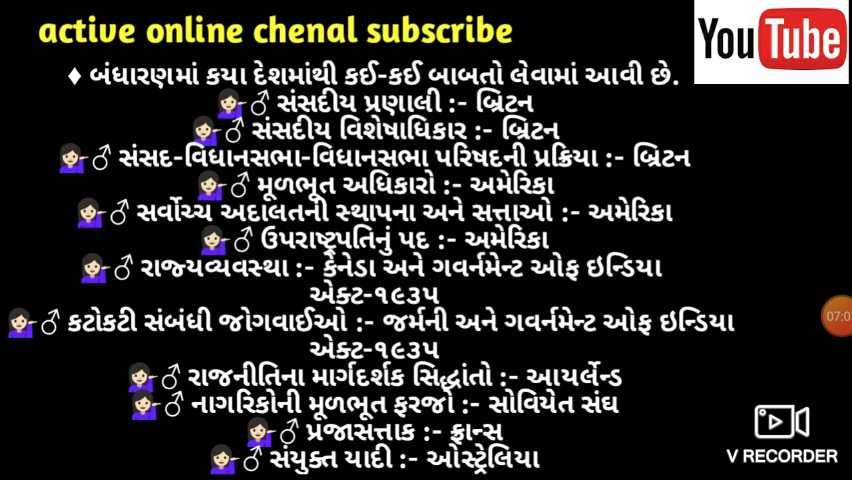 active online chenal subscribe
YouTube
♦ બંધારણમાં કયા દેશમાંથી કઈ-કઈ બાબતો લેવામાં આવી છે.
💁🏻♂ સંસદીય પ્રણાલી :- બ્રિટન
💁🏻♂ સંસદીય વિશેષાધિકાર :- બ્રિટન
💁🏻♂ સંસદ-વિધાનસભા-વિધાનસભા પરિષદની પ્રક્રિયા :- બ્રિટન
💁🏻♂ મૂળભૂત અધિકારો :- અમેરિકા
💁🏻♂ સર્વોચ્ચ અદાલતની સ્થાપના અને સત્તાઓ :- અમેરિકા
💁🏻♂ ઉપરાષ્ટ્રપતિનું પદ :- અમેરિકા
💁🏻♂ રાજ્યવ્યવસ્થા :- કેનેડા અને ગવર્નમેન્ટ ઓફ ઇન્ડિયા
એક્ટ-૧૯૩૫
💁🏻♂ કટોકટી સંબંધી જોગવાઈઓ :- જર્મની અને ગવર્નમેન્ટ ઓફ ઇન્ડિયા
એક્ટ-૧૯૩૫
💁🏻♂ રાજનીતિના માર્ગદર્શક સિદ્ધાંતો :- આયર્લેન્ડ
💁🏻♂ નાગરિકોની મૂળભૂત ફરજો :- સોવિયેત સંઘ
💁🏻♂ પ્રજાસત્તાક :- ફ્રાન્સ
💁🏻♂ સંયુક્ત યાદી :- ઓસ્ટ્રેલિયા
07:0
V RECORDER